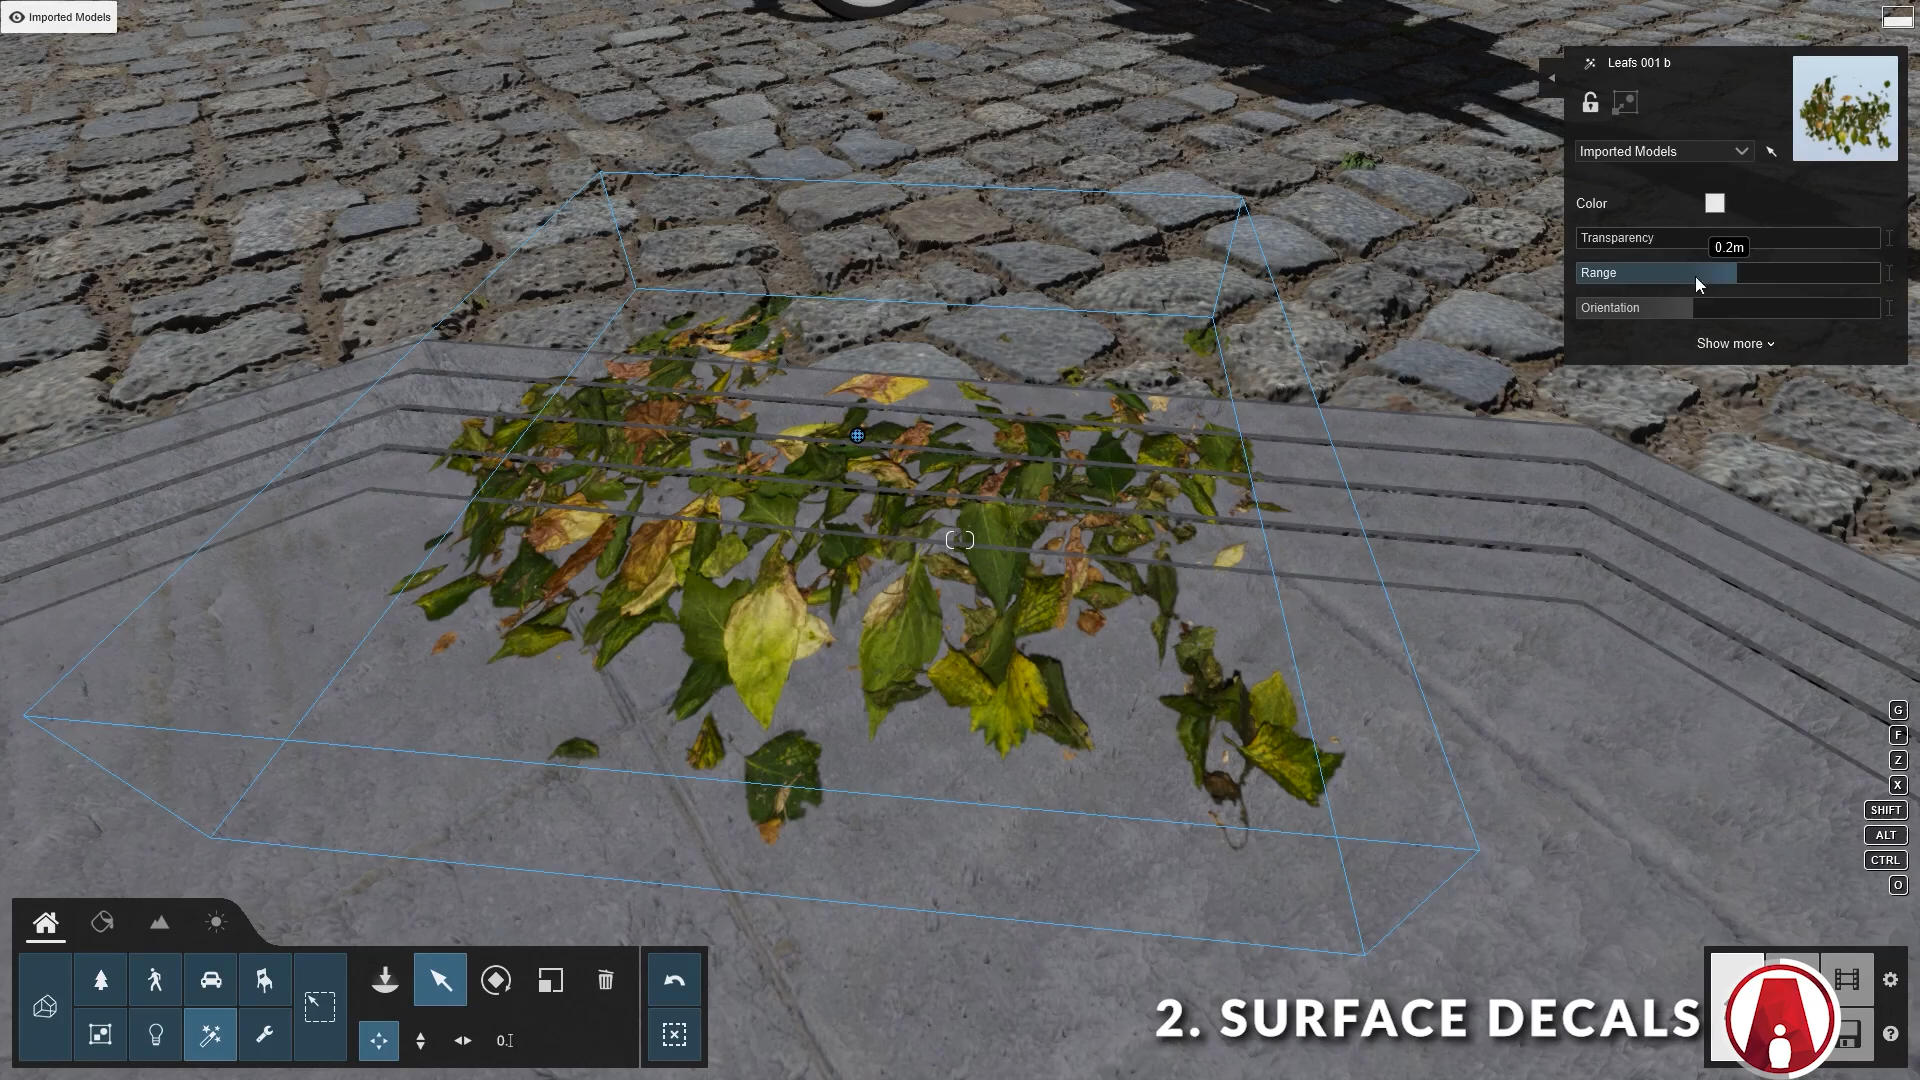 Imported Models
Leafs 001 b
Imported Models
Color
Transparency
0.2m
Range
Orientation
Show more
G
F
Z
X
SHIFT
ALT
CTRL
O
0.
2. SURFACE DECALS
?